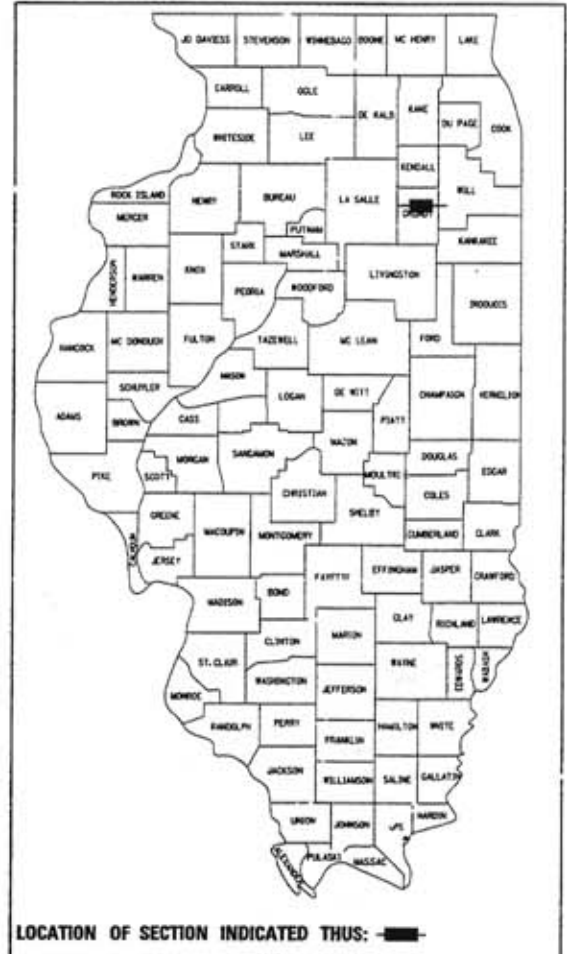 JO DAVIESS STEVENSON WINNEBAGO BOONE MC HENRY LAKE
CARROLL OGLE DE KALB KANE DU PAGE COOK
WHITESIDE LEE KENDALL WILL
ROCK ISLAND HENRY BUREAU LA SALLE GRUNDY
MERCER PUTNAM KANKAKEE
STARK MARSHALL
HENDERSON WARREN KNOX PEORIA WOODFORD LIVINGSTON IROQUOIS
HANCOCK MC DONOUGH FULTON TAZEWELL MC LEAN FORD
SCHUYLER MASON LOGAN DE WITT CHAMPAIGN VERMILION
ADAMS BROWN CASS MACON PIATT
PIKE SCOTT MORGAN SANGAMON MOULTRIE DOUGLAS EDGAR
CHRISTIAN COLES
CALHOUN GREENE MACOUPIN MONTGOMERY SHELBY CUMBERLAND CLARK
JERSEY FAYETTE EFFINGHAM JASPER CRAWFORD
MADISON BOND CLAY RICHLAND LAWRENCE
CLINTON MARION
ST. CLAIR WASHINGTON WAYNE EDWARDS WABASH
MONROE JEFFERSON
RANDOLPH PERRY HAMILTON WHITE
FRANKLIN
JACKSON WILLIAMSON SALINE GALLATIN
UNION JOHNSON HARDIN
ALEXANDER PULASKI MASSAC
LOCATION OF SECTION INDICATED THUS: